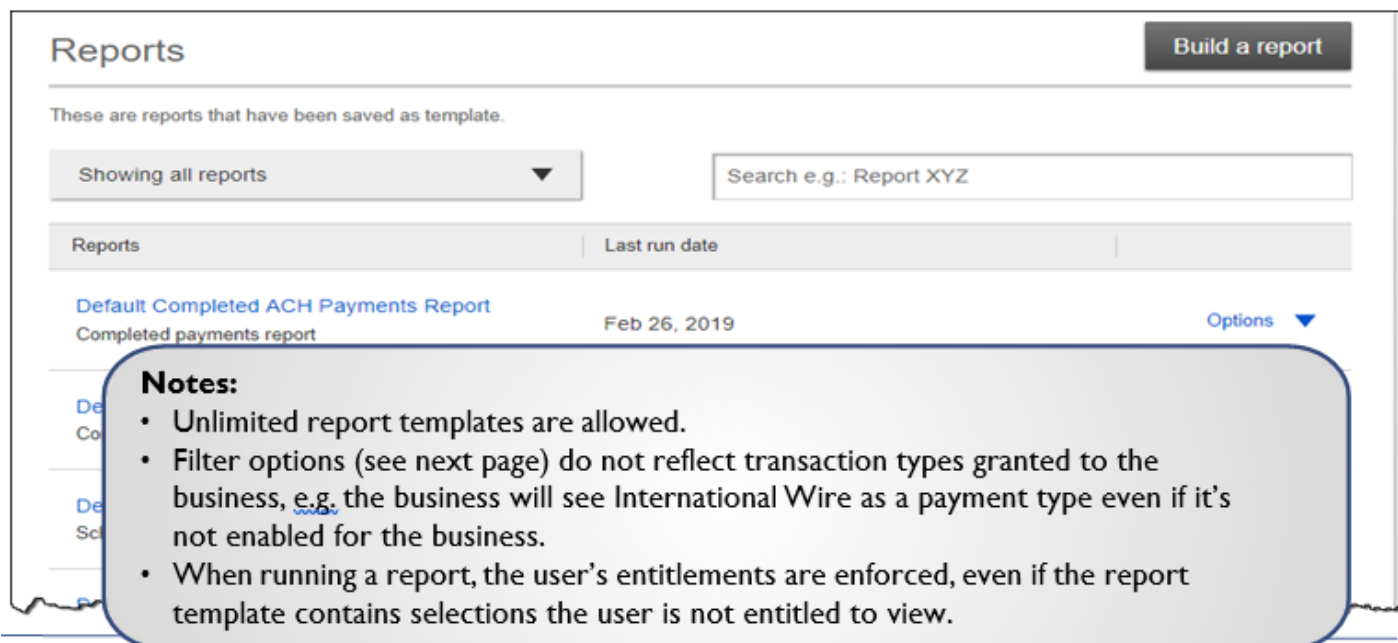 Reports
Build a report
These are reports that have been saved as template.
Showing all reports
Search e.g.: Report XYZ
Reports
Last run date
Default Completed ACH Payments Report
Completed payments report
Feb 26, 2019
Options
Notes:
• Unlimited report templates are allowed.
• Filter options (see next page) do not reflect transaction types granted to the
business, e.g. the business will see International Wire as a payment type even if it's
not enabled for the business.
• When running a report, the user's entitlements are enforced, even if the report
template contains selections the user is not entitled to view.